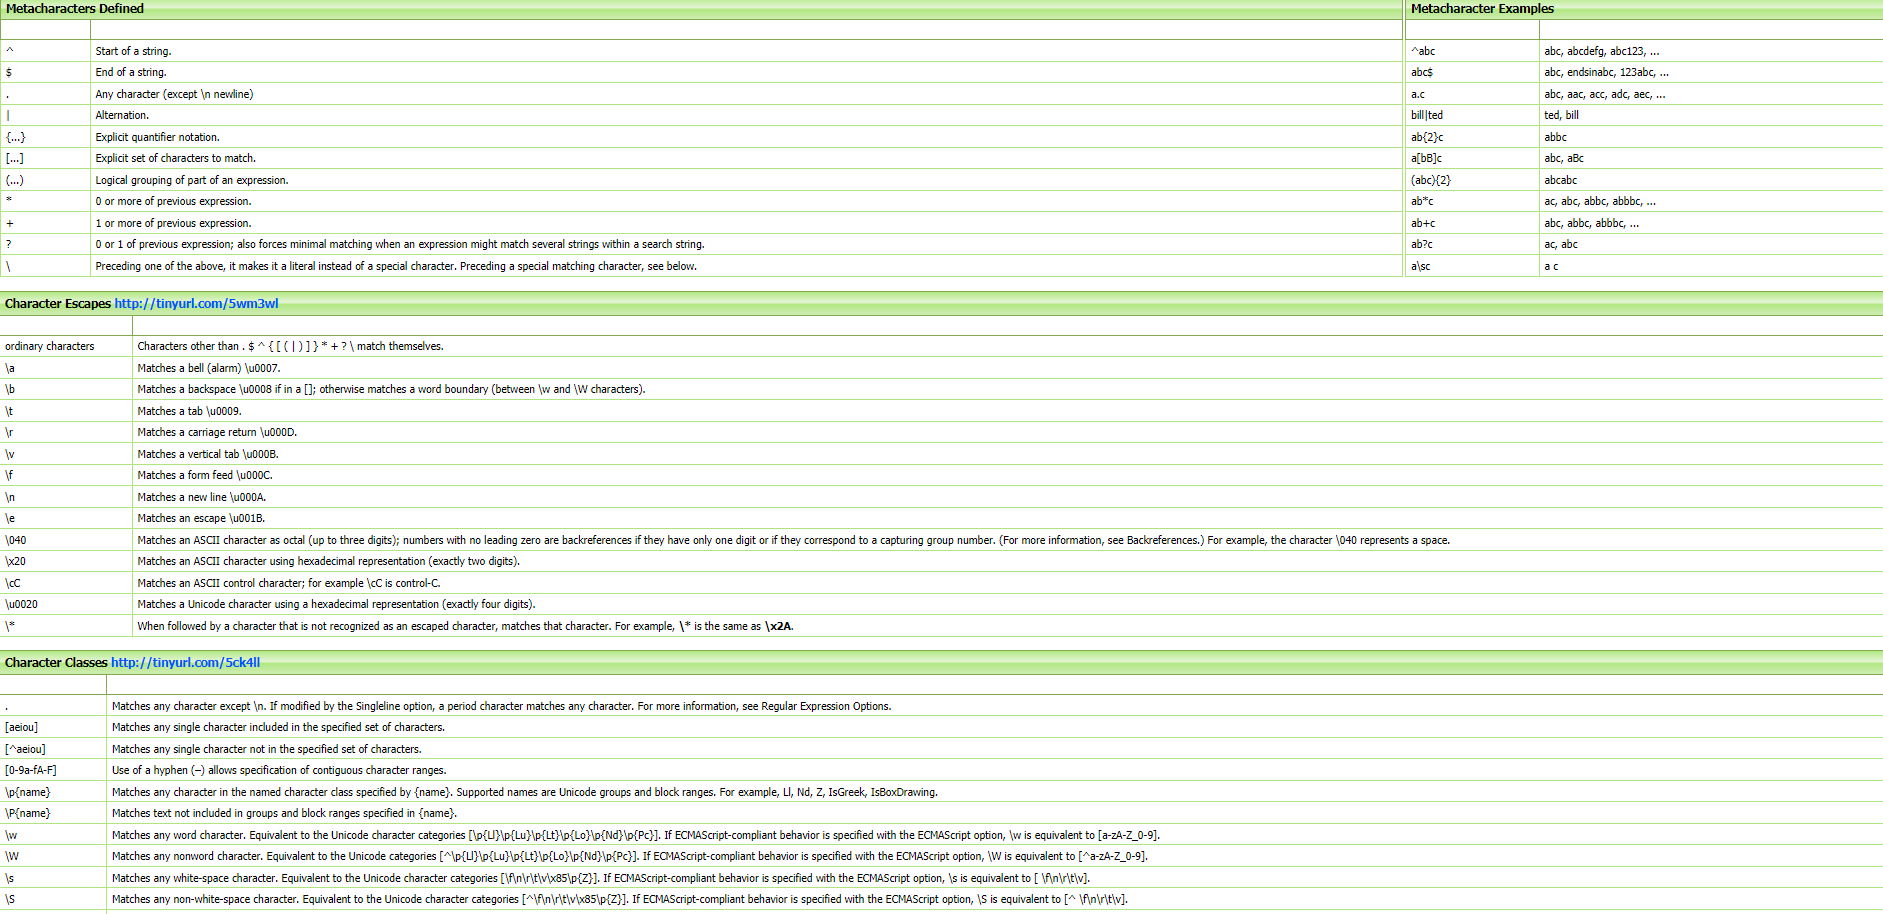 Metacharacters Defined
^ Start of a string.
$ End of a string.
. Any character (except \n newline)
| Alternation.
{...} Explicit quantifier notation.
[...] Explicit set of characters to match.
(...) Logical grouping of part of an expression.
* 0 or more of previous expression.
+ 1 or more of previous expression.
? 0 or 1 of previous expression; also forces minimal matching when an expression might match several strings within a search string.
\ Preceding one of the above, it makes it a literal instead of a special character. Preceding a special matching character, see below.
Metacharacter Examples
^abc abc, abcdefg, abc123, ...
abc$ abc, endsinabc, 123abc, ...
a.c abc, aac, acc, adc, aec, ...
bill|ted ted, bill
ab{2}c abbc
a[bB]c abc, aBc
(abc){2} abcabc
ab*c ac, abc, abbc, abbbc, ...
ab+c abc, abbc, abbbc, ...
ab?c ac, abc
a\sc a c
Character Escapes http://tinyurl.com/5wm3wl
ordinary characters Characters other than . $ ^ { [ ( | ) ] } * + ? \ match themselves.
\a Matches a bell (alarm) \u0007.
\b Matches a backspace \u0008 if in a []; otherwise matches a word boundary (between \w and \W characters).
\t Matches a tab \u0009.
\r Matches a carriage return \u000D.
\v Matches a vertical tab \u000B.
\f Matches a form feed \u000C.
\n Matches a new line \u000A.
\e Matches an escape \u001B.
\040 Matches an ASCII character as octal (up to three digits); numbers with no leading zero are backreferences if they have only one digit or if they correspond to a capturing group number. (For more information, see Backreferences.) For example, the character \040 represents a space.
\x20 Matches an ASCII character using hexadecimal representation (exactly two digits).
\cC Matches an ASCII control character; for example \cC is control-C.
\u0020 Matches a Unicode character using a hexadecimal representation (exactly four digits).
\* When followed by a character that is not recognized as an escaped character, matches that character. For example, \* is the same as \x2A.
Character Classes http://tinyurl.com/5ck4ll
. Matches any character except \n. If modified by the Singleline option, a period character matches any character. For more information, see Regular Expression Options.
[aeiou] Matches any single character included in the specified set of characters.
[^aeiou] Matches any single character not in the specified set of characters.
[0-9a-fA-F] Use of a hyphen (–) allows specification of contiguous character ranges.
\p{name} Matches any character in the named character class specified by {name}. Supported names are Unicode groups and block ranges. For example, Ll, Nd, Z, IsGreek, IsBoxDrawing.
\P{name} Matches text not included in groups and block ranges specified in {name}.
\w Matches any word character. Equivalent to the Unicode character categories [\p{Ll}\p{Lu}\p{Lt}\p{Lo}\p{Nd}\p{Pc}]. If ECMAScript-compliant behavior is specified with the ECMAScript option, \w is equivalent to [a-zA-Z_0-9].
\W Matches any nonword character. Equivalent to the Unicode categories [^\p{Ll}\p{Lu}\p{Lt}\p{Lo}\p{Nd}\p{Pc}]. If ECMAScript-compliant behavior is specified with the ECMAScript option, \W is equivalent to [^a-zA-Z_0-9].
\s Matches any white-space character. Equivalent to the Unicode character categories [\f\n\r\t\v\x85\p{Z}]. If ECMAScript-compliant behavior is specified with the ECMAScript option, \s is equivalent to [ \f\n\r\t\v].
\S Matches any non-white-space character. Equivalent to the Unicode character categories [^\f\n\r\t\v\x85\p{Z}]. If ECMAScript-compliant behavior is specified with the ECMAScript option, \S is equivalent to [^ \f\n\r\t\v].